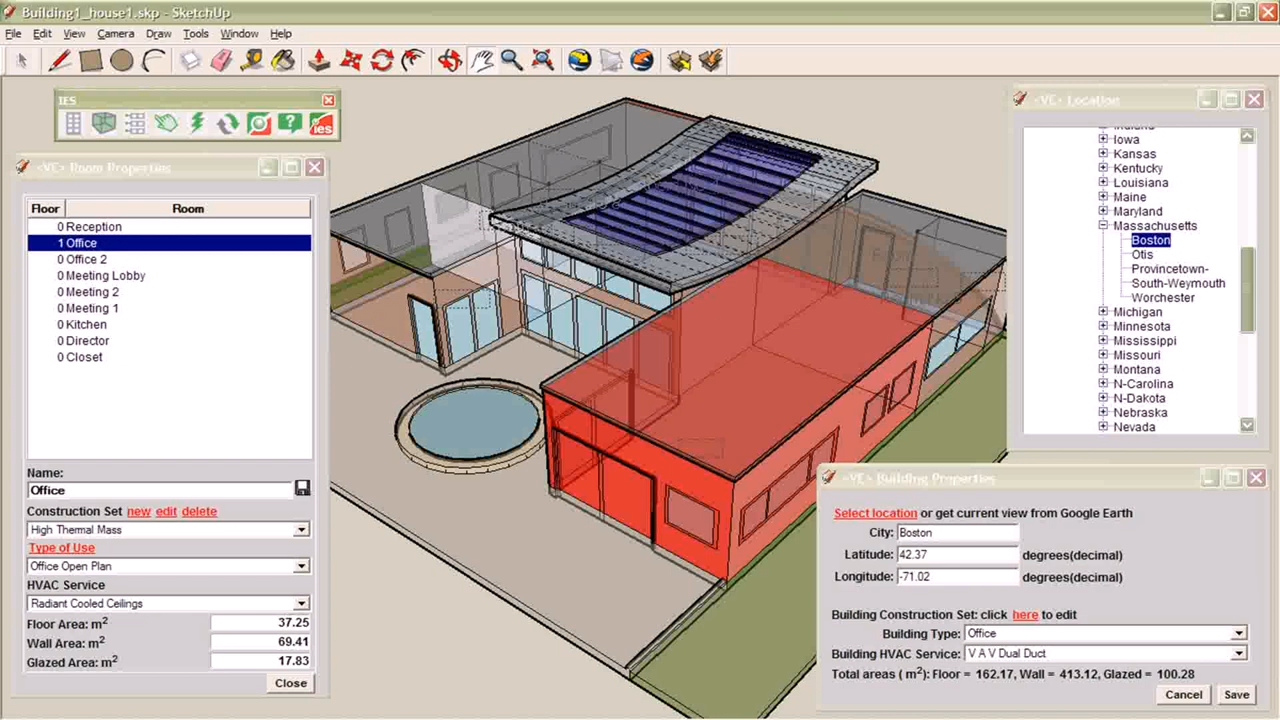 Building1_house1.skp - SketchUp
File Edit View Camera Draw Tools Window Help
IES
ies
<VE> Room Properties
Floor Room
0 Reception
1 Office
0 Office 2
0 Meeting Lobby
0 Meeting 2
0 Meeting 1
0 Kitchen
0 Director
0 Closet
Name:
Office
Construction Set new edit delete
High Thermal Mass
Type of Use
Office Open Plan
HVAC Service
Radiant Cooled Ceilings
Floor Area: m² 37.25
Wall Area: m² 69.41
Glazed Area: m² 17.83
Close
<VE> Location
Indiana
Iowa
Kansas
Kentucky
Louisiana
Maine
Maryland
Massachusetts
Boston
Otis
Provincetown-
South-Weymouth
Worchester
Michigan
Minnesota
Mississippi
Missouri
Montana
N-Carolina
N-Dakota
Nebraska
Nevada
<VE> Building Properties
Select location or get current view from Google Earth
City: Boston
Latitude: 42.37 degrees(decimal)
Longitude: -71.02 degrees(decimal)
Building Construction Set: click here to edit
Building Type: Office
Building HVAC Service: V A V Dual Duct
Total areas ( m²): Floor = 162.17, Wall = 413.12, Glazed = 100.28
Cancel Save